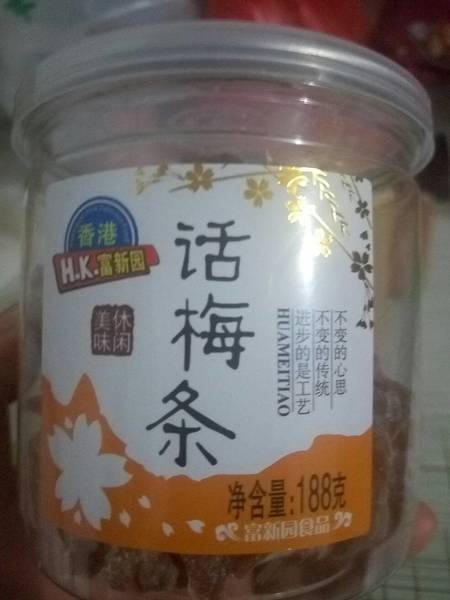 香港
H.K.富新园
休闲
美味
话梅条
不变的心思
不变的传统
进步的是工艺
HUAMEITIAO
净含量:188克
富新园食品